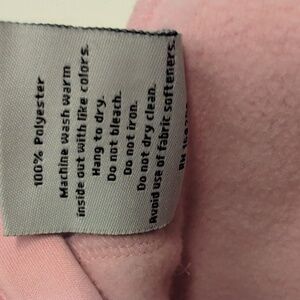 100% Polyester
Machine wash warm
inside out with like colors.
Hang to dry.
Do not bleach.
Do not iron.
Do not dry clean.
Avoid use of fabric softeners.